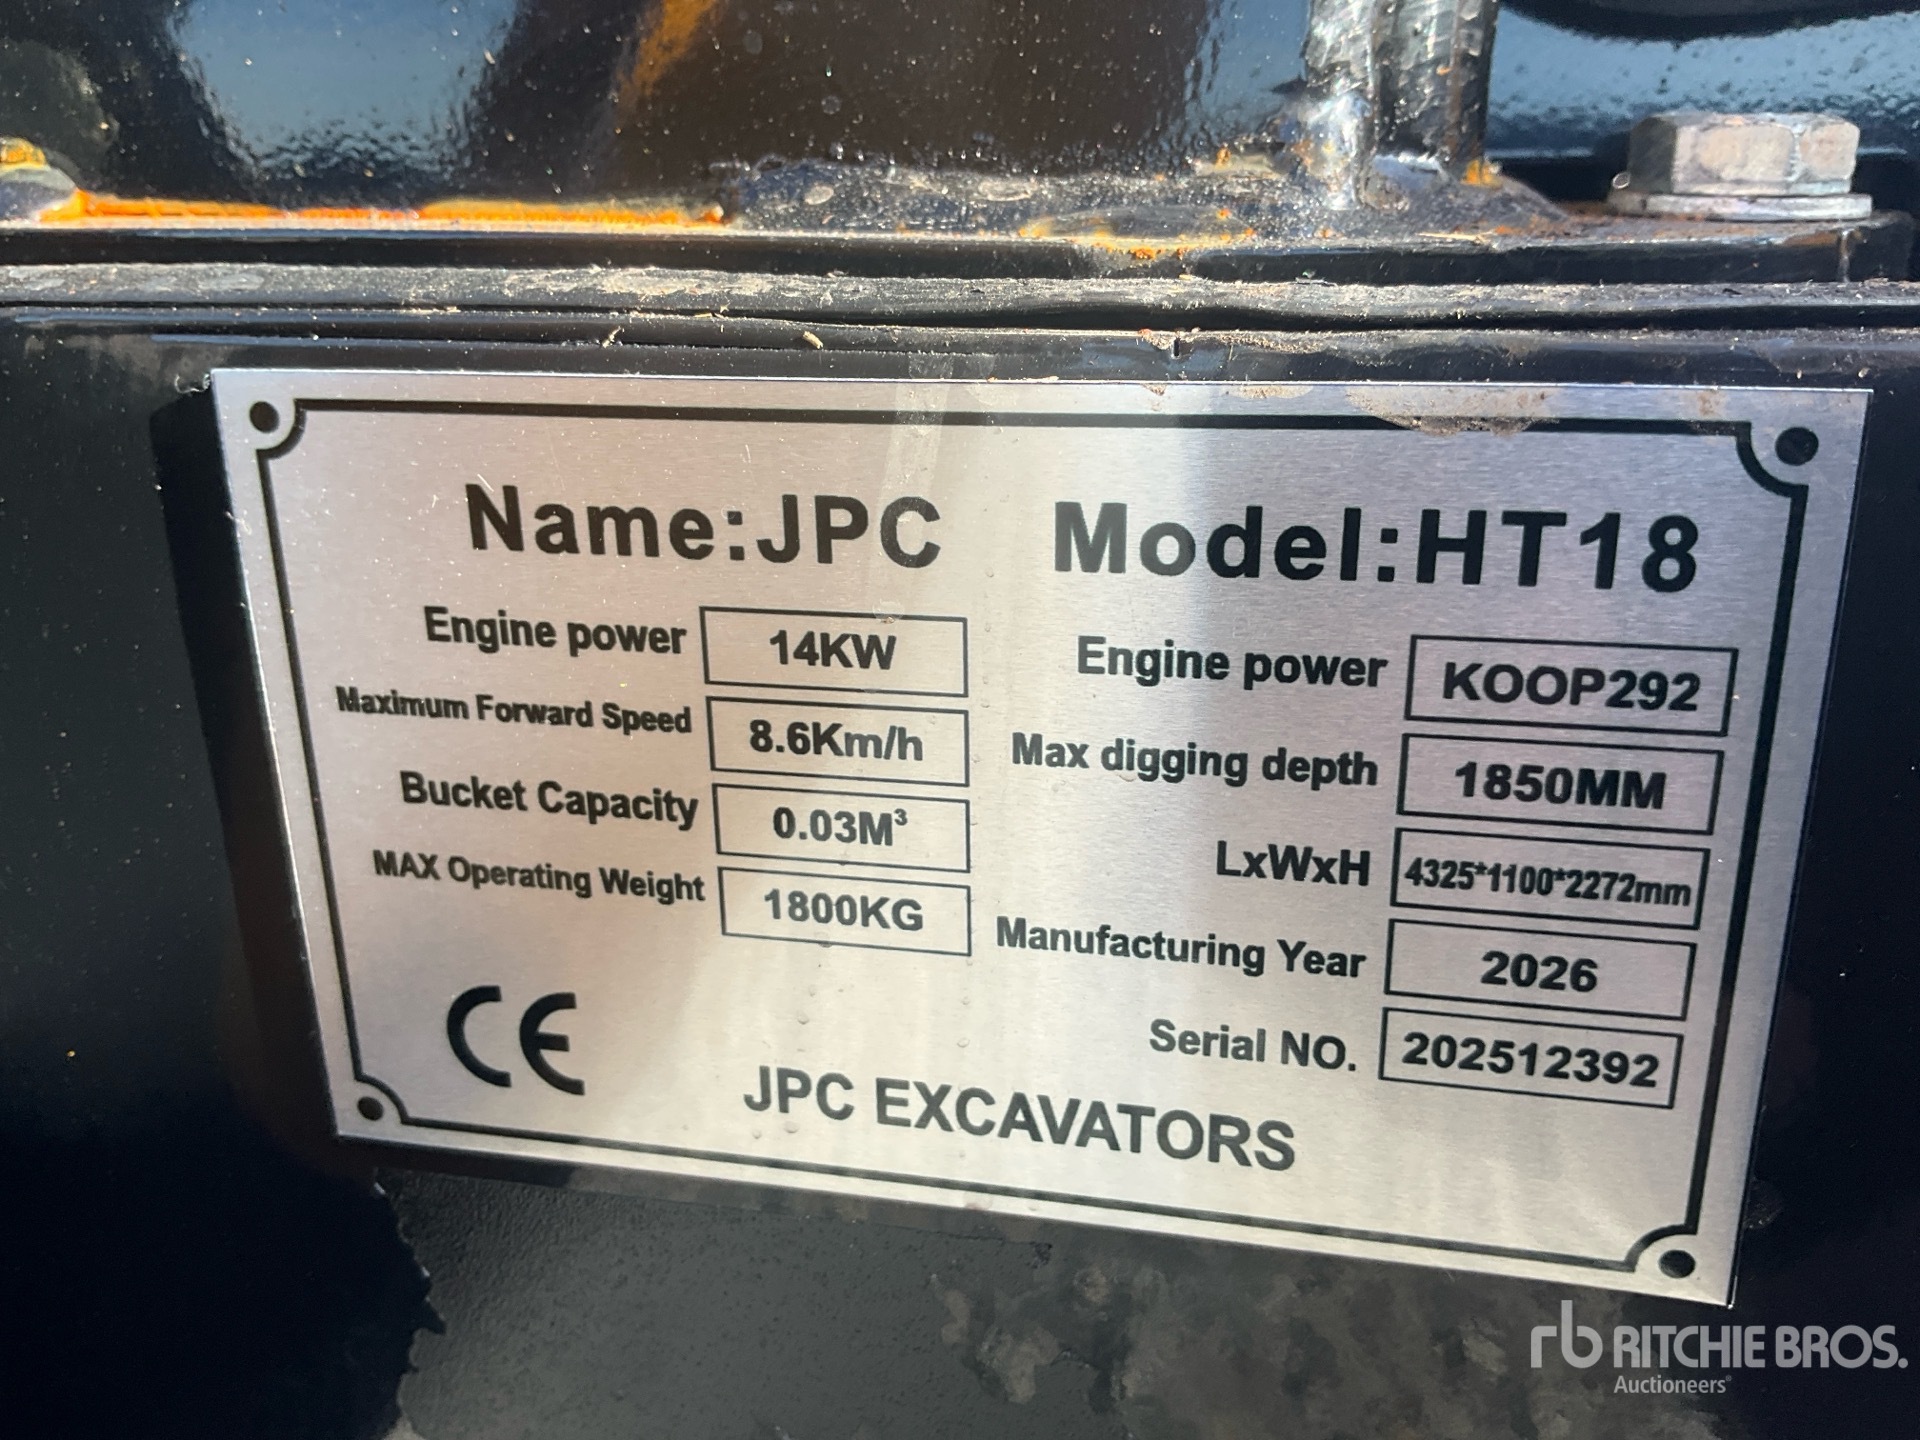 Name:JPC Model:HT18
Engine power 14KW
Maximum Forward Speed 8.6Km/h
Bucket Capacity 0.03M³
MAX Operating Weight 1800KG
Engine power KOOP292
Max digging depth 1850MM
LxWxH 4325*1100*2272mm
Manufacturing Year 2026
Serial NO. 202512392
CE
JPC EXCAVATORS
rb RITCHIE BROS.
Auctioneers®